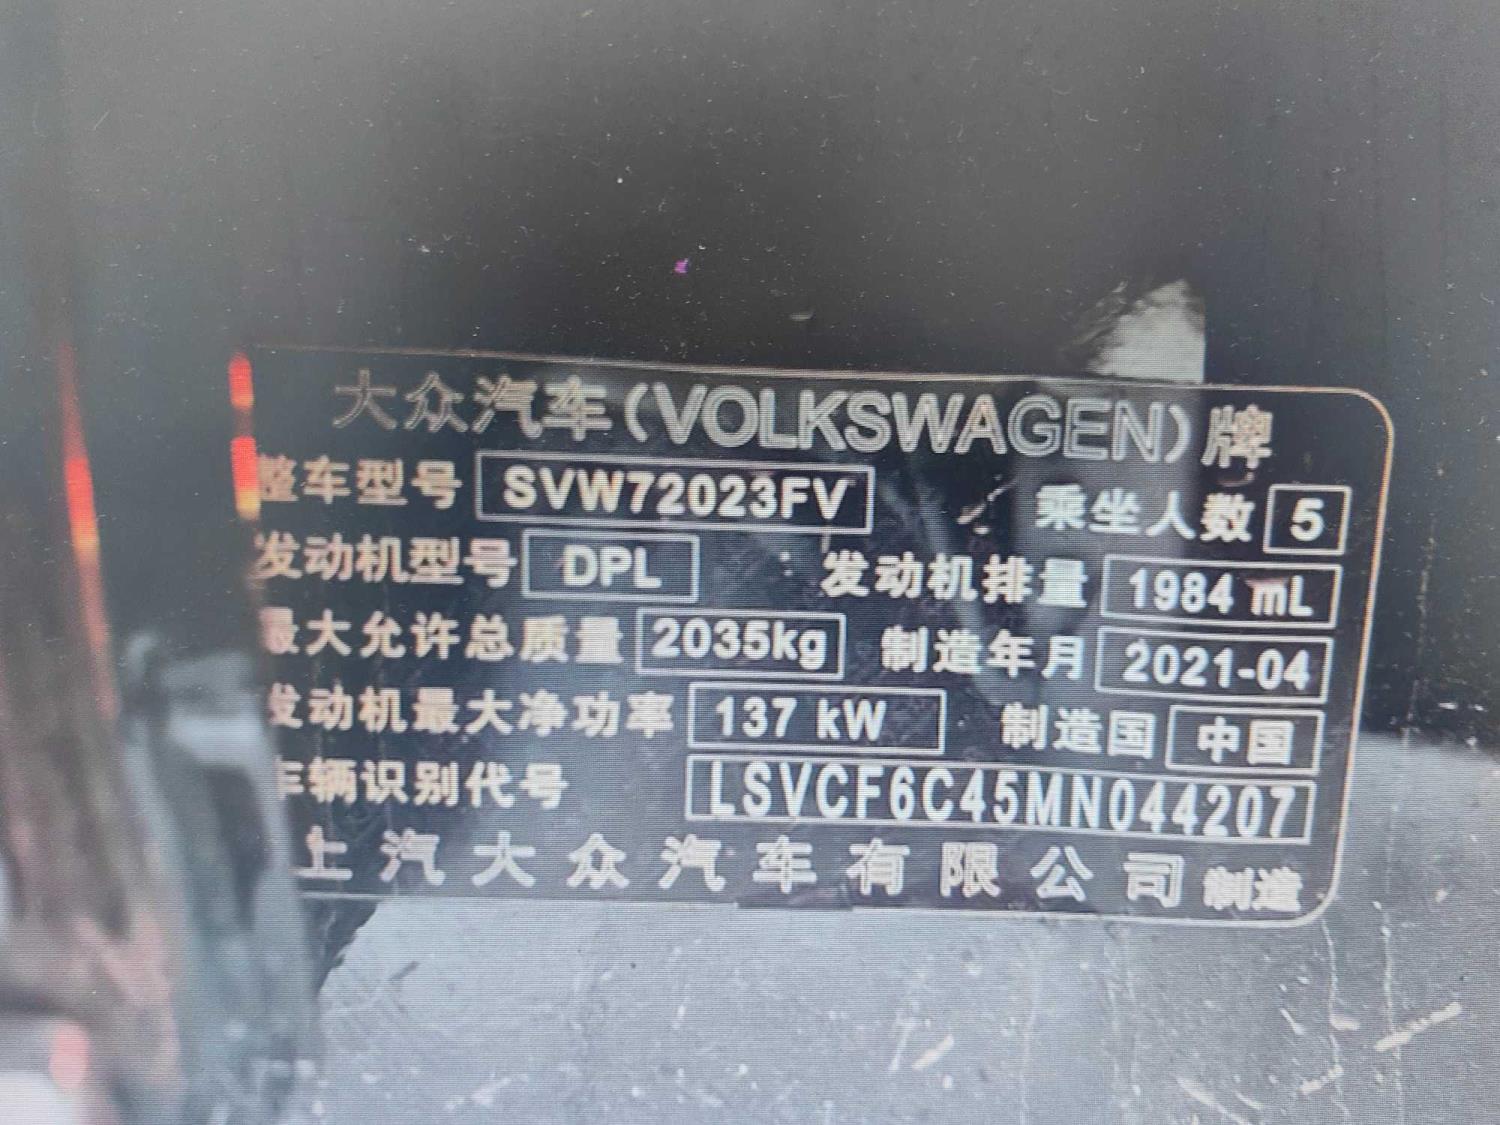 大众汽车(VOLKSWAGEN)牌
整车型号 SVW72023FV 乘坐人数 5
发动机型号 DPL 发动机排量 1984 mL
最大允许总质量 2035kg 制造年月 2021-04
发动机最大净功率 137 kW 制造国 中国
车辆识别代号 LSVCF6C45MN044207
上汽大众汽车有限公司 制造